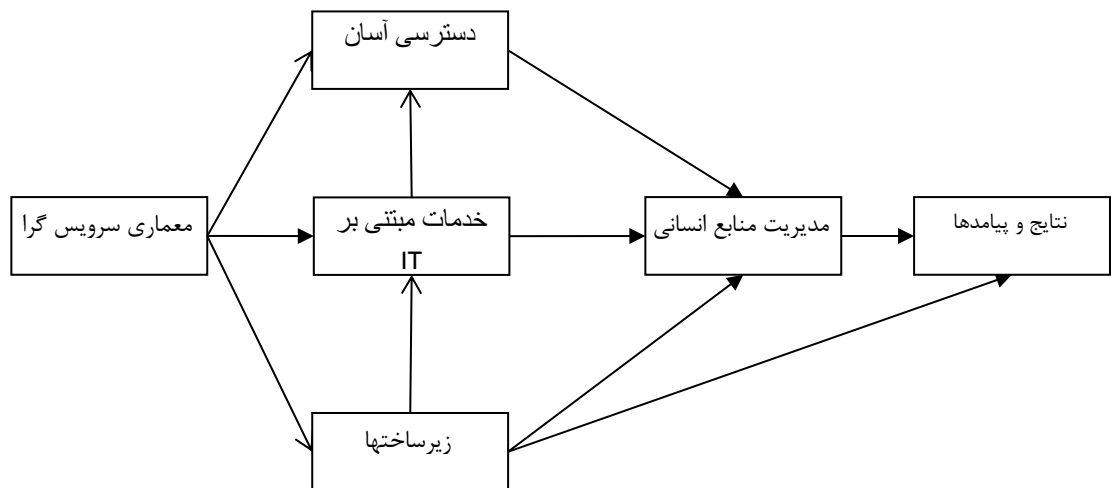 دسترسی آسان
معماری سرویس گرا
خدمات مبتنی بر
IT
مدیریت منابع انسانی
نتایج و پیامدها
زیرساختها